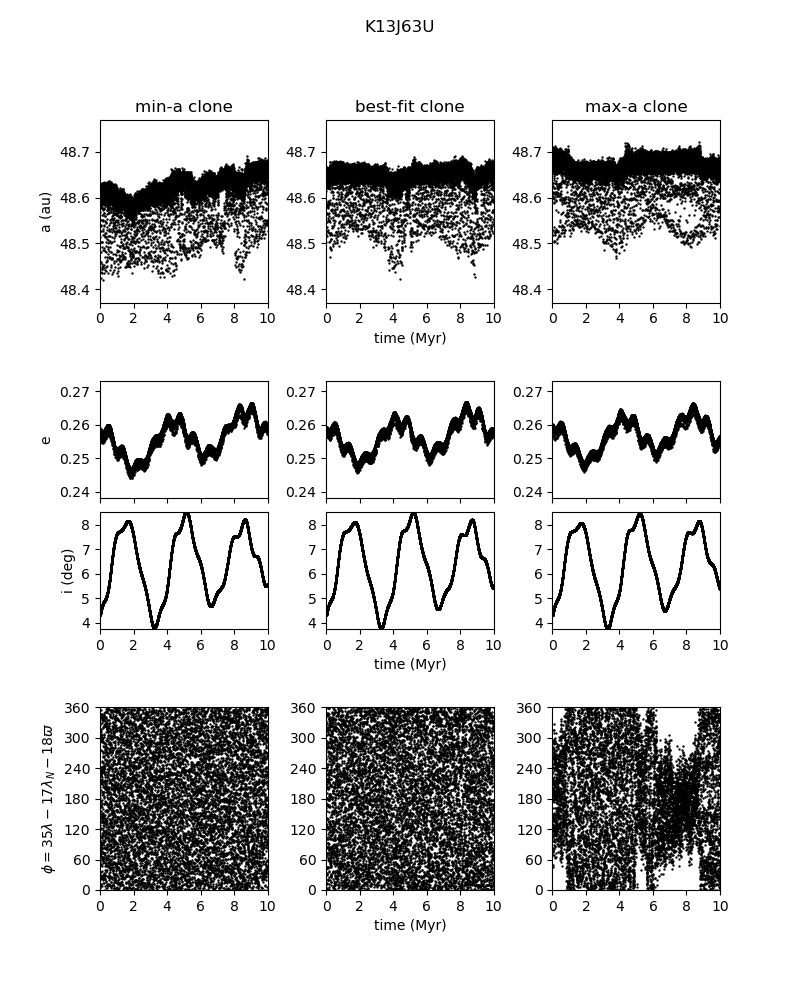 K13J63U
min-a clone best-fit clone max-a clone
48.7 48.7 48.7
48.6 48.6 48.6
48.5 48.5 48.5
48.4 48.4 48.4
a (au)
0 2 4 6 8 10 0 2 4 6 8 10 0 2 4 6 8 10
time (Myr)
0.27 0.27 0.27
0.26 0.26 0.26
0.25 0.25 0.25
0.24 0.24 0.24
e
8 8 8
7 7 7
6 6 6
5 5 5
4 4 4
i (deg)
0 2 4 6 8 10 0 2 4 6 8 10 0 2 4 6 8 10
time (Myr)
360 360 360
300 300 300
240 240 240
180 180 180
120 120 120
60 60 60
0 0 0
ϕ = 35λ − 17λ_N − 18ϖ
0 2 4 6 8 10 0 2 4 6 8 10 0 2 4 6 8 10
time (Myr)